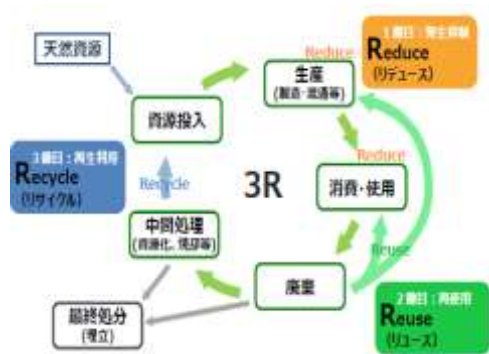 天然資源
Reduce
1番目：発生抑制
Reduce
(リデュース)
生産
(製造・流通等)
資源投入
3番目：再生利用
Recycle
(リサイクル)
Recycle
3R
Reduce
消費・使用
中間処理
(資源化、焼却等)
Reuse
廃棄
最終処分
(埋立)
2番目：再使用
Reuse
(リユース)